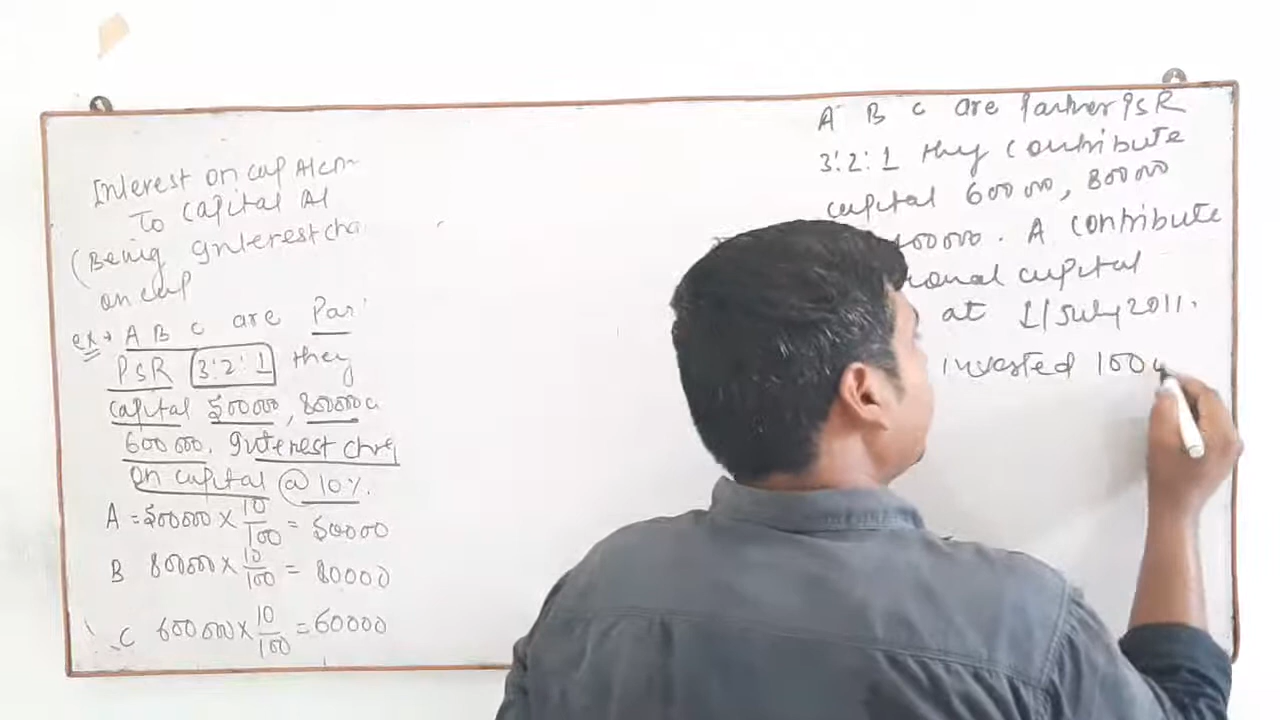 Interest on cap A/c
To Capital A/
(Being Interest cha
on cap
ex → A B C are Par
PSR 3:2:1 they
capital 500000, 800000
600000. Interest chrg
on capital @ 10%.
A = 500000 × 10/100 = 50000
B 800000 × 10/100 = 80000
C 600000 × 10/100 = 60000
A B C are Partner PSR
3:2:1 they contribute
capital 600000, 800000
400000. A contribute
ional capital
at 1/July 2011.
invested 100